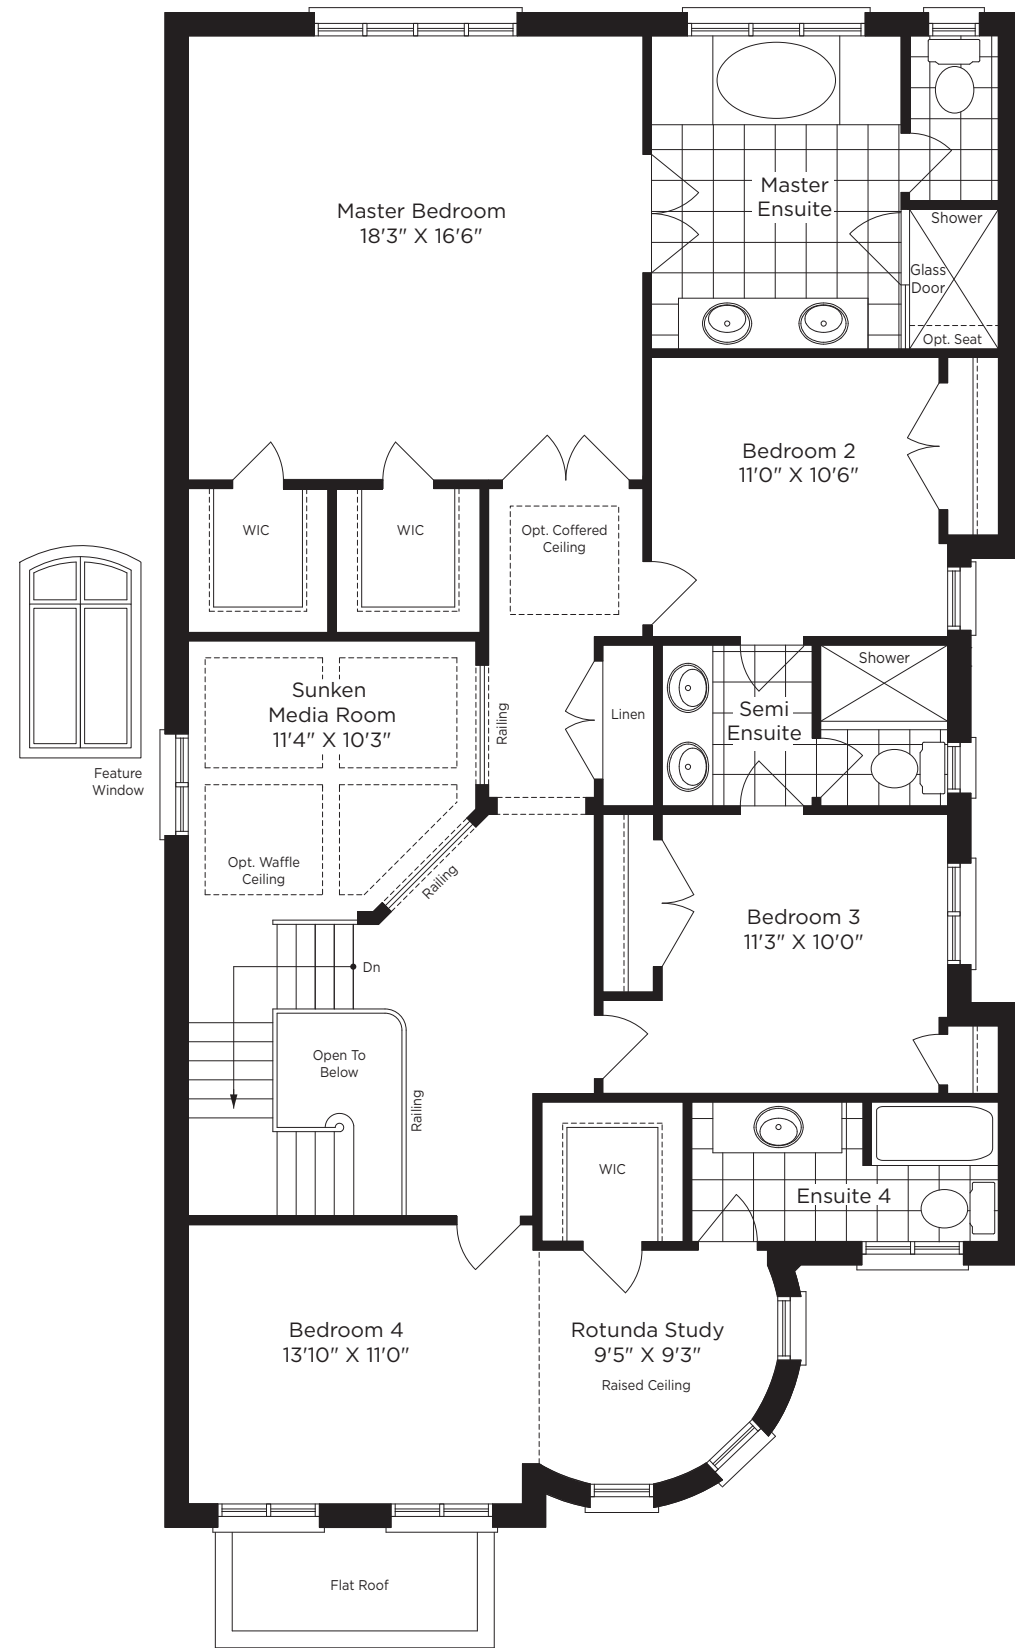 Master Bedroom
18'3" X 16'6"
Master
Ensuite
Shower
Glass
Door
Opt. Seat
Bedroom 2
11'0" X 10'6"
WIC
WIC
Opt. Coffered
Ceiling
Sunken
Media Room
11'4" X 10'3"
Railing
Linen
Semi
Ensuite
Shower
Feature
Window
Opt. Waffle
Ceiling
Railing
Bedroom 3
11'3" X 10'0"
Dn
Open To
Below
Railing
WIC
Ensuite 4
Bedroom 4
13'10" X 11'0"
Rotunda Study
9'5" X 9'3"
Raised Ceiling
Flat Roof